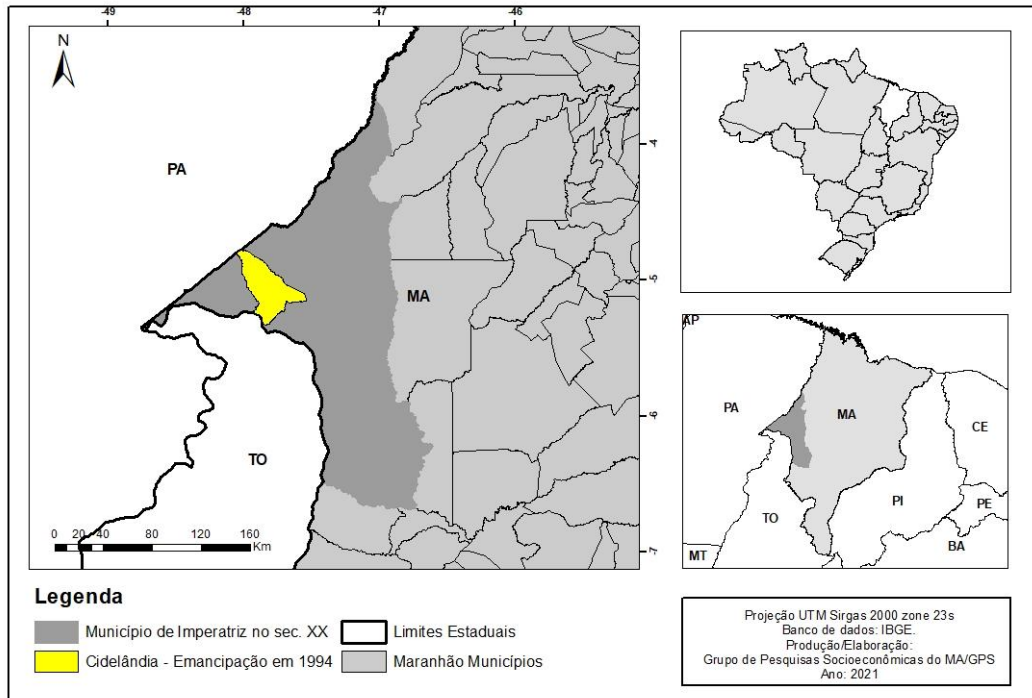 -49
-48
-47
-46
N
PA
MA
TO
-4
-5
-6
-7
0 20 40 80 120 160
Km
AP
PA
MA
CE
TO
PI
PE
BA
MT
Legenda
Município de Imperatriz no sec. XX
Limites Estaduais
Cidelândia - Emancipação em 1994
Maranhão Municípios
Projeção UTM Sirgas 2000 zone 23s
Banco de dados: IBGE.
Produção/Elaboração:
Grupo de Pesquisas Socioeconômicas do MA/GPS
Ano: 2021